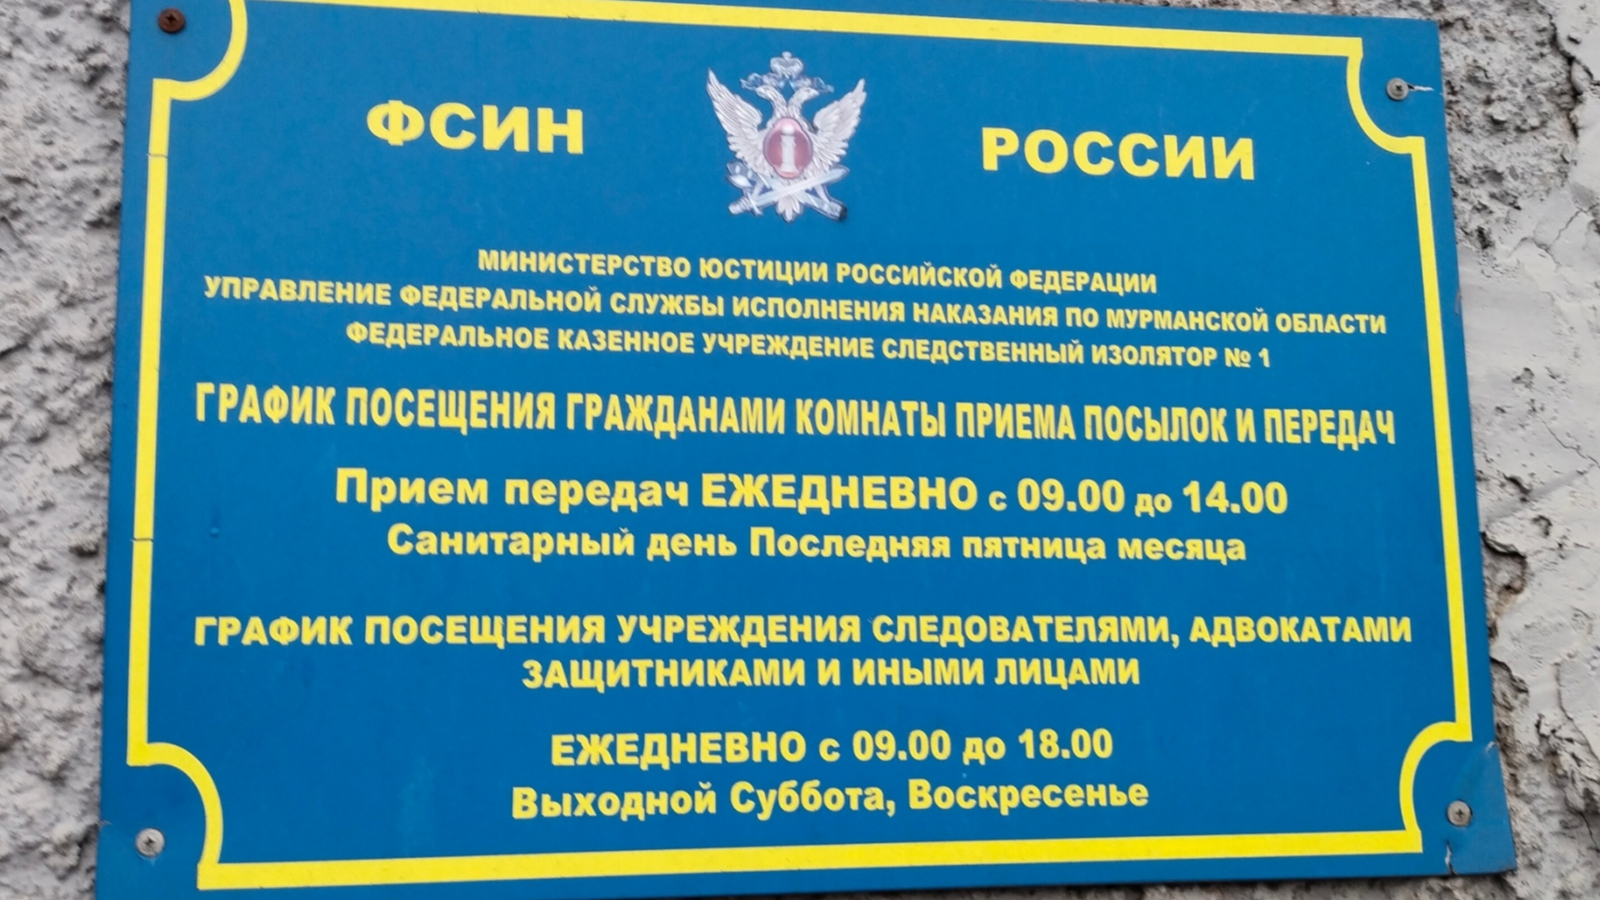 ФСИН РОССИИ
МИНИСТЕРСТВО ЮСТИЦИИ РОССИЙСКОЙ ФЕДЕРАЦИИ
УПРАВЛЕНИЕ ФЕДЕРАЛЬНОЙ СЛУЖБЫ ИСПОЛНЕНИЯ НАКАЗАНИЯ ПО МУРМАНСКОЙ ОБЛАСТИ
ФЕДЕРАЛЬНОЕ КАЗЕННОЕ УЧРЕЖДЕНИЕ СЛЕДСТВЕННЫЙ ИЗОЛЯТОР № 1
ГРАФИК ПОСЕЩЕНИЯ ГРАЖДАНАМИ КОМНАТЫ ПРИЕМА ПОСЫЛОК И ПЕРЕДАЧ
Прием передач ЕЖЕДНЕВНО с 09.00 до 14.00
Санитарный день Последняя пятница месяца
ГРАФИК ПОСЕЩЕНИЯ УЧРЕЖДЕНИЯ СЛЕДОВАТЕЛЯМИ, АДВОКАТАМИ
ЗАЩИТНИКАМИ И ИНЫМИ ЛИЦАМИ
ЕЖЕДНЕВНО с 09.00 до 18.00
Выходной Суббота, Воскресенье